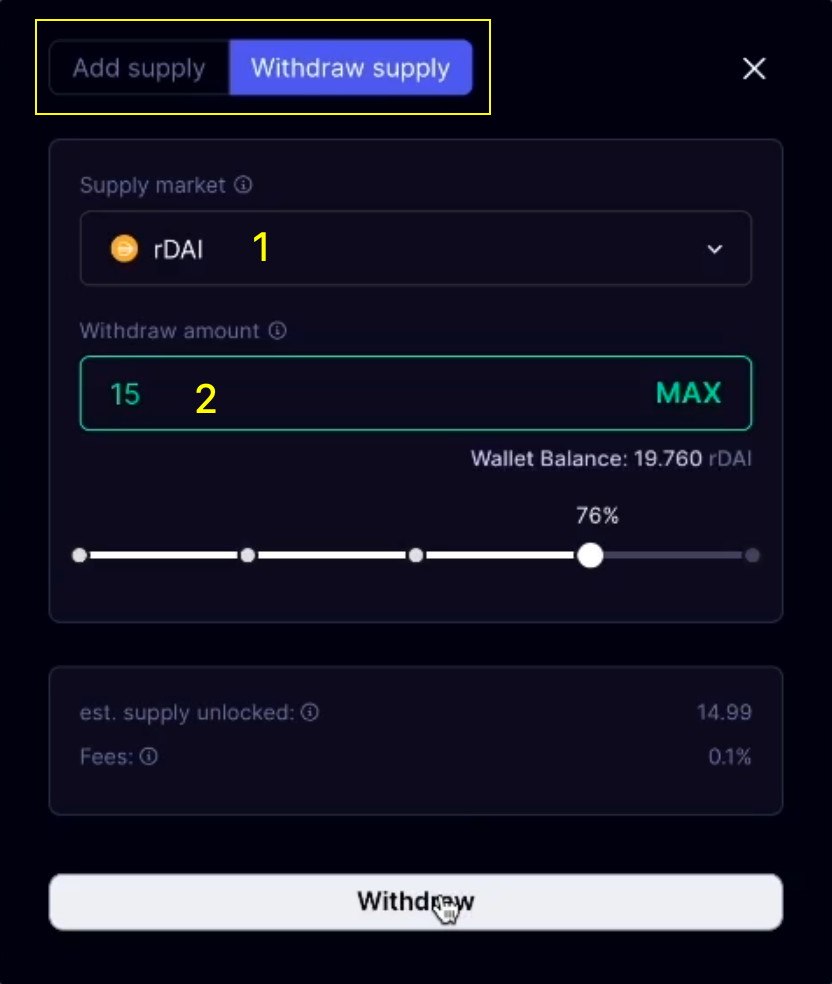 Add supply Withdraw supply
Supply market
rDAI 1
Withdraw amount
15 2 MAX
Wallet Balance: 19.760 rDAI
76%
est. supply unlocked: 14.99
Fees: 0.1%
Withdraw